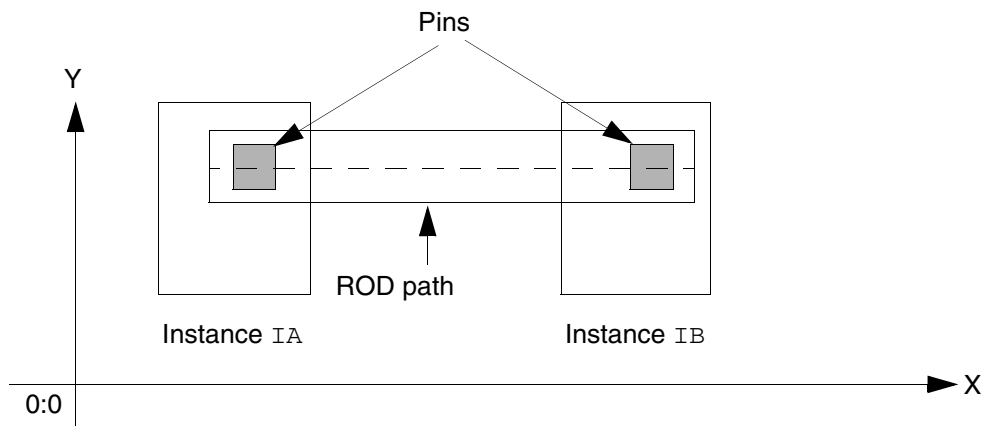 Pins
Y
ROD path
Instance IA
Instance IB
X
0:0